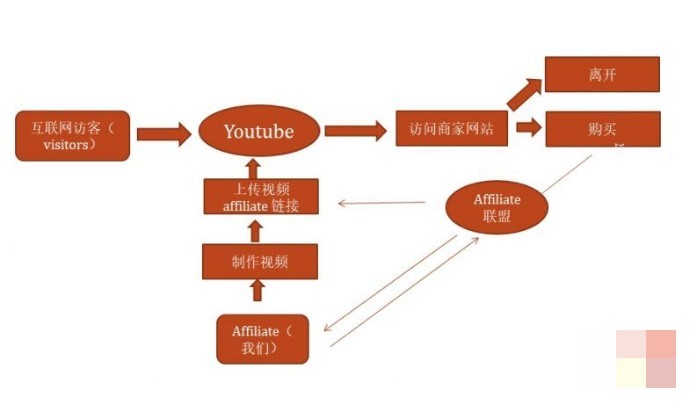 离开
互联网访客（
visitors）
Youtube
访问商家网站
购买
上传视频
affiliate 链接
Affiliate
联盟
制作视频
Affiliate（
我们）